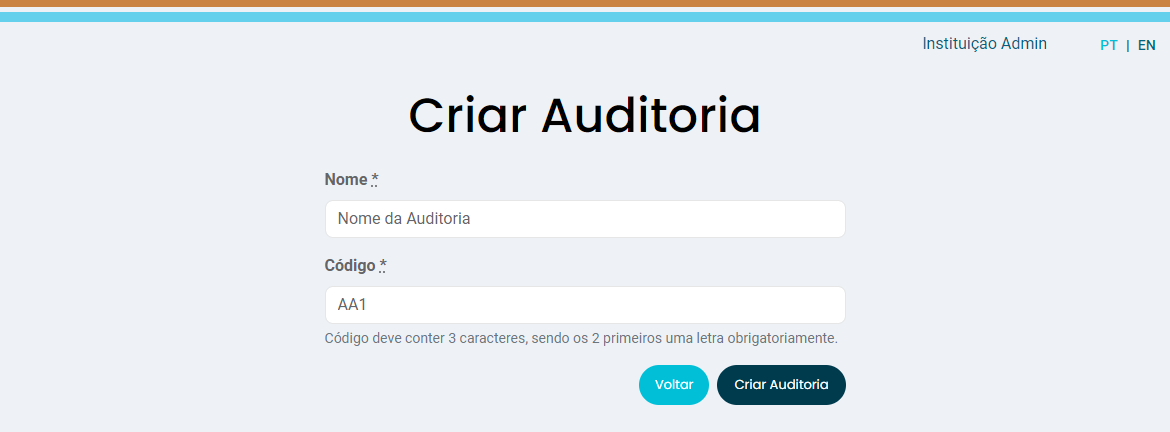 Instituição Admin PT | EN
Criar Auditoria
Nome *
Nome da Auditoria
Código *
AA1
Código deve conter 3 caracteres, sendo os 2 primeiros uma letra obrigatoriamente.
Voltar Criar Auditoria